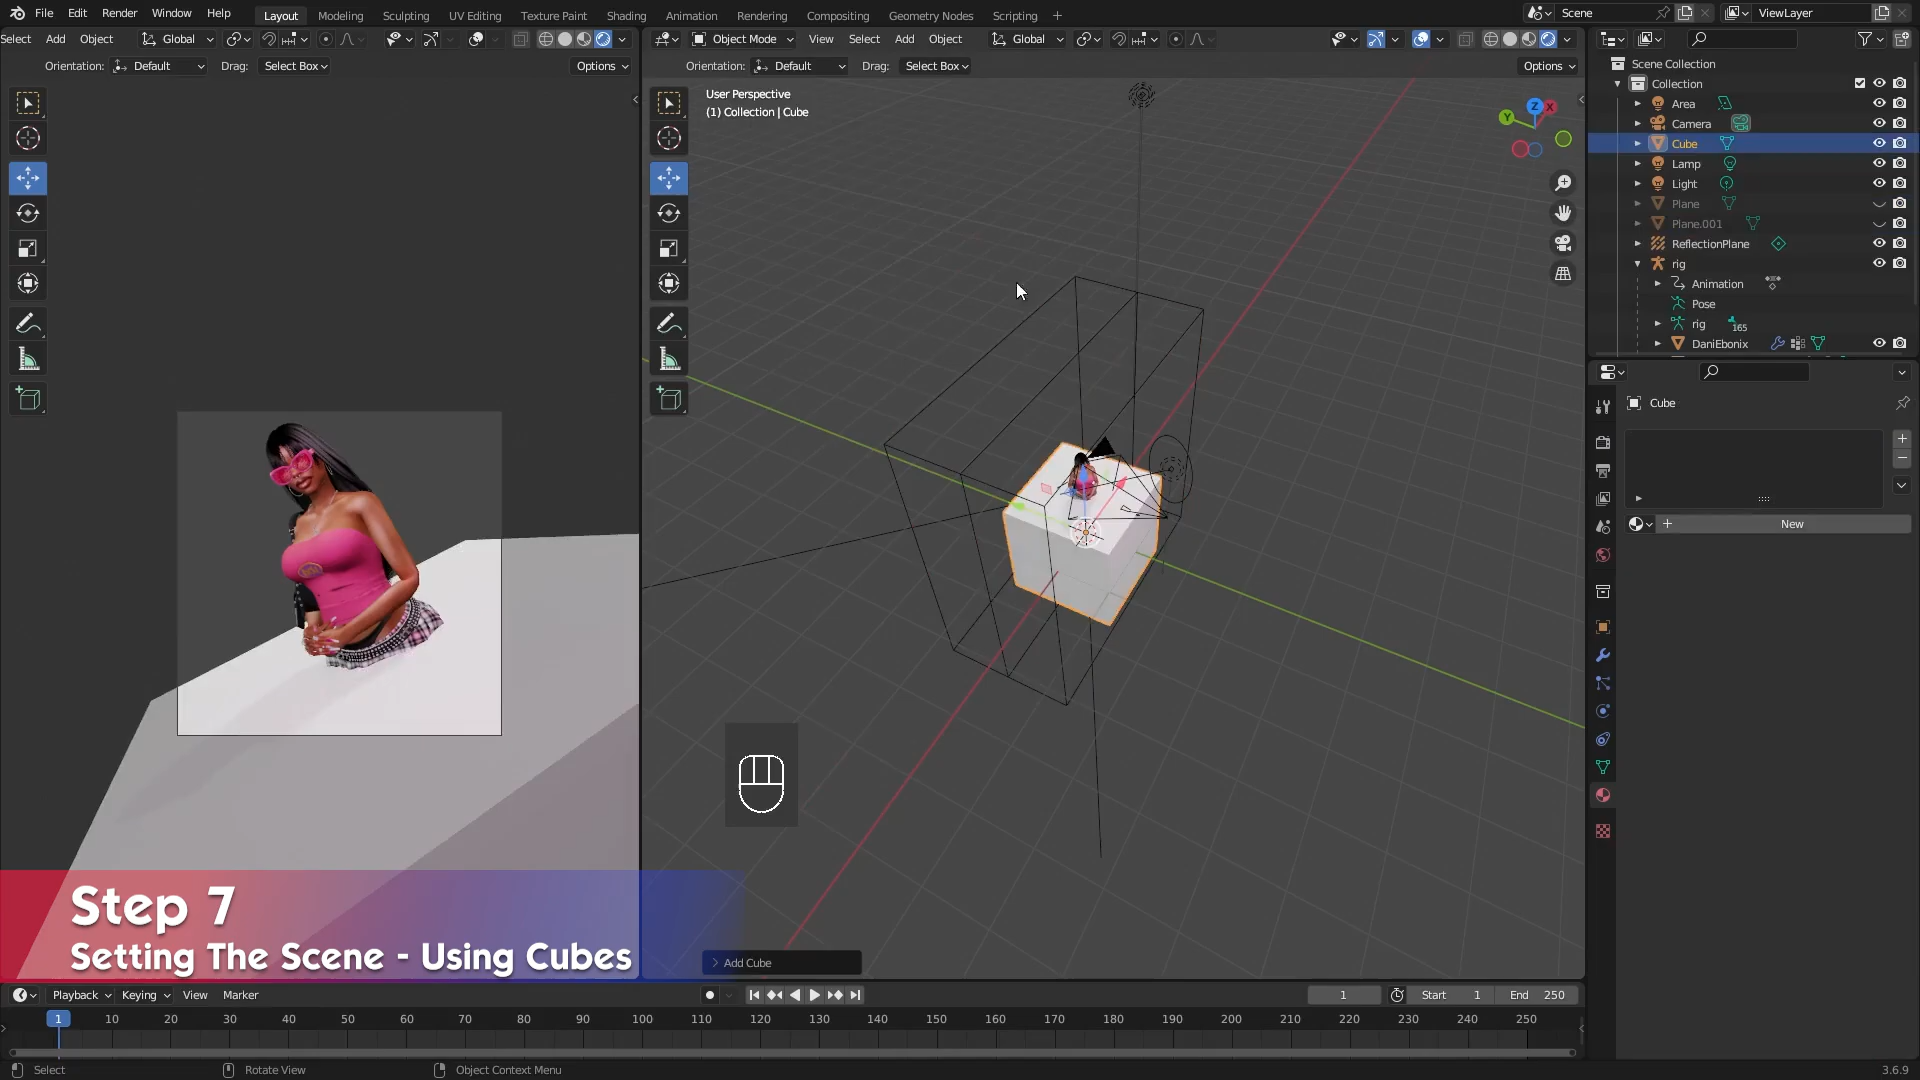 File Edit Render Window Help Layout Modeling Sculpting UV Editing Texture Paint Shading Animation Rendering Compositing Geometry Nodes Scripting + Scene ViewLayer
Select Add Object Global
Object Mode View Select Add Object Global
Orientation: Default Drag: Select Box Options
Orientation: Default Drag: Select Box Options
User Perspective
(1) Collection | Cube
Z
X
Y
Scene Collection
Collection
Area
Camera
Cube
Lamp
Light
Plane
Plane.001
ReflectionPlane
rig
Animation
Pose
rig 165
DaniEbonix
Cube
New
Step 7
Setting The Scene - Using Cubes
Add Cube
Playback Keying View Marker 1 Start 1 End 250
1 10 20 30 40 50 60 70 80 90 100 110 120 130 140 150 160 170 180 190 200 210 220 230 240 250
Select Rotate View Object Context Menu 3.6.9